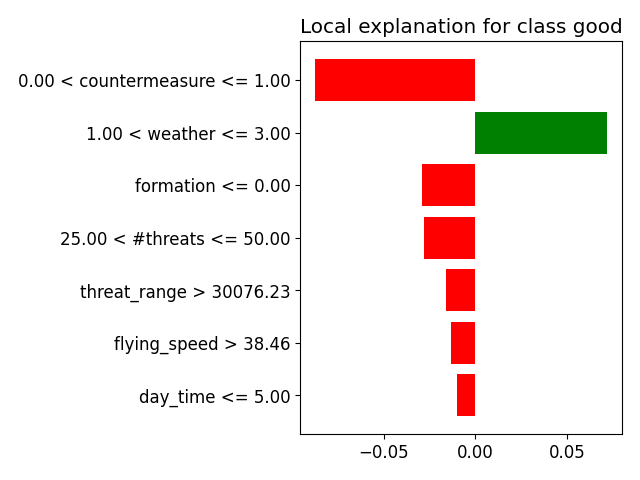 Local explanation for class good
0.00 < countermeasure <= 1.00
1.00 < weather <= 3.00
formation <= 0.00
25.00 < #threats <= 50.00
threat_range > 30076.23
flying_speed > 38.46
day_time <= 5.00
−0.05 0.00 0.05